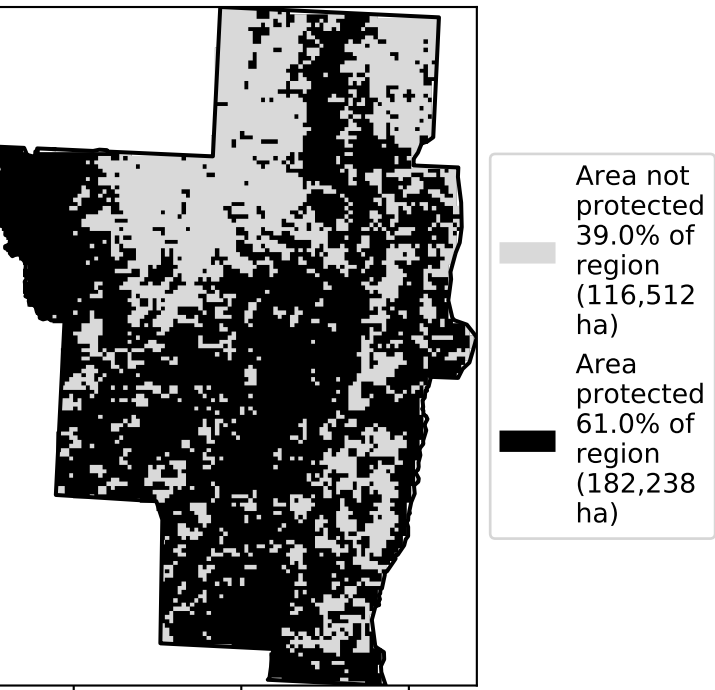 Area not
protected
39.0% of
region
(116,512
ha)
Area
protected
61.0% of
region
(182,238
ha)